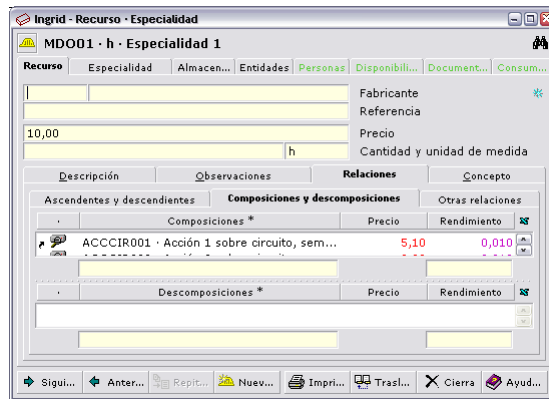 Ingrid - Recurso · Especialidad
MDO01 · h · Especialidad 1
Recurso Especialidad Almacen... Entidades Personas Disponibili... Document... Consum...
Fabricante
Referencia
10,00 Precio
h Cantidad y unidad de medida
Descripción Observaciones Relaciones Concepto
Ascendentes y descendientes Composiciones y descomposiciones Otras relaciones
· Composiciones * Precio Rendimiento
ACCCIR001 · Acción 1 sobre circuito, sem... 5,10 0,010
· Descomposiciones * Precio Rendimiento
Sigui... Anter... Repit... Nuev... Impri... Trasl... Cierra Ayud...